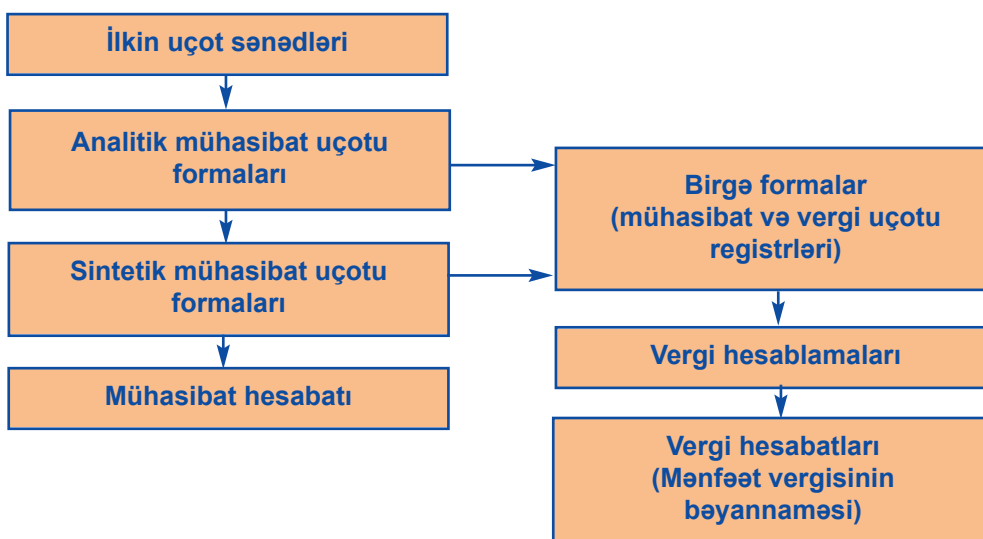 İlkin uçot sənədləri
Analitik mühasibat uçotu
formaları
Sintetik mühasibat uçotu
formaları
Mühasibat hesabatı
Birgə formalar
(mühasibat və vergi uçotu
registrləri)
Vergi hesablamaları
Vergi hesabatları
(Mənfəət vergisinin
bəyannaməsi)